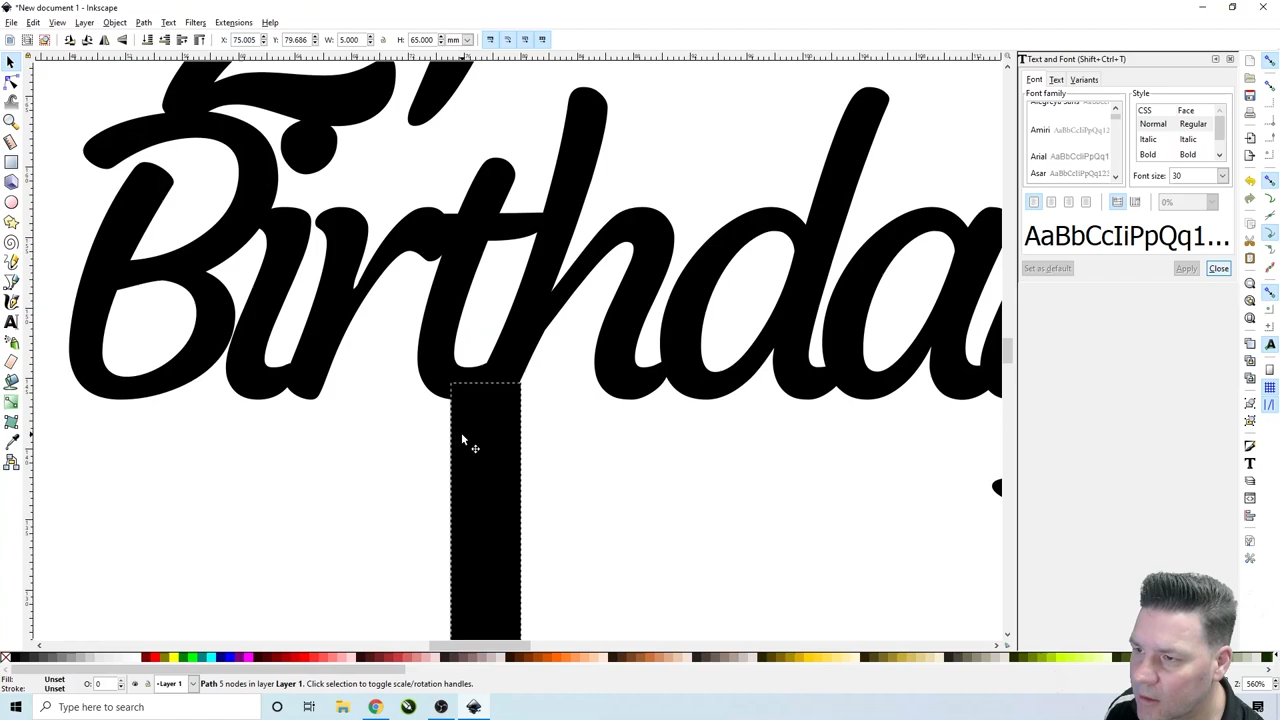 *New document 1 - Inkscape
File Edit View Layer Object Path Text Filters Extensions Help
X: 75.005 Y: 79.686 W: 5.000 H: 65.000 mm
Text and Font (Shift+Ctrl+T)
Font Text Variants
Font family Style
CSS Face
Normal Regular
Amiri AaBbCcIiPpQq12
Italic Italic
Arial AaBbCcIiPpQq1
Bold Bold
Asar AaBbCcIiPpQq123
Font size: 30
0%
AaBbCcIiPpQq1...
Set as default Apply Close
Birthda
Fill: Unset
Stroke: Unset
O: 0
Layer 1
Path 5 nodes in layer Layer 1. Click selection to toggle scale/rotation handles.
Z: 560%
Type here to search